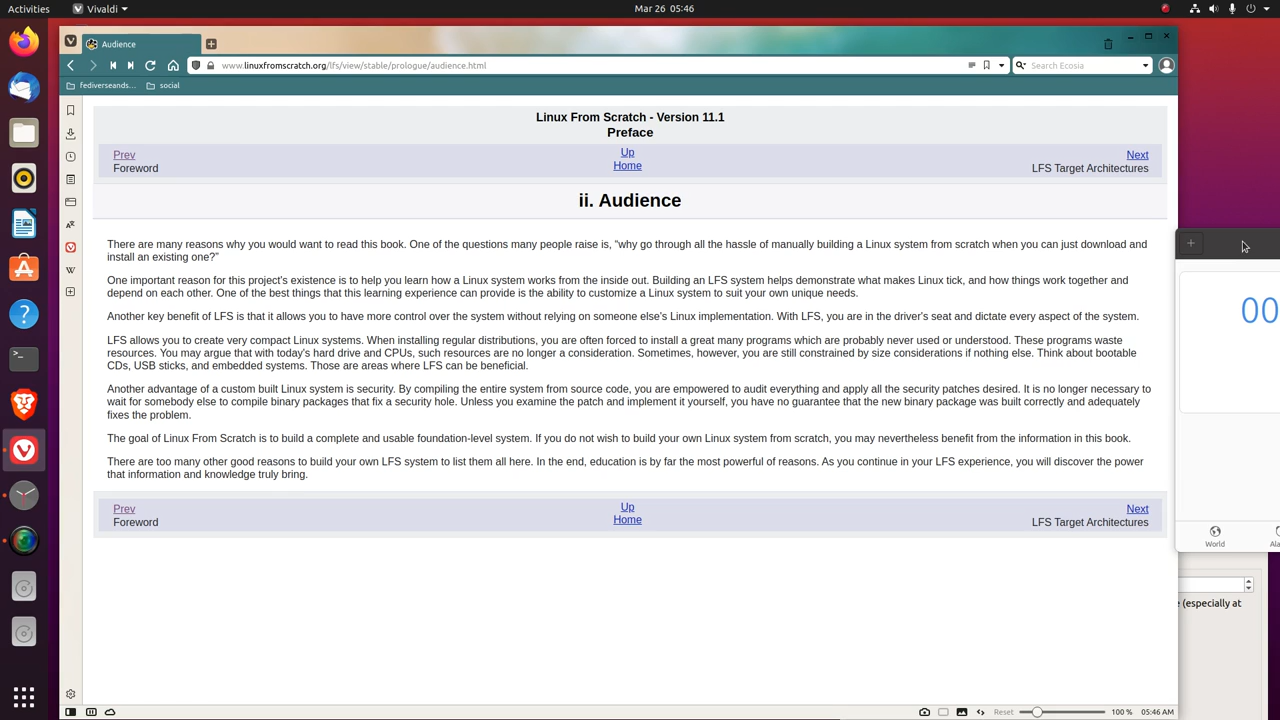 Activities
Vivaldi
Mar 26 05:46
Audience
www.linuxfromscratch.org/lfs/view/stable/prologue/audience.html
Search Ecosia
fediverseands...
social
Linux From Scratch - Version 11.1
Preface
Prev
Up
Next
Foreword
Home
LFS Target Architectures
ii. Audience
There are many reasons why you would want to read this book. One of the questions many people raise is, “why go through all the hassle of manually building a Linux system from scratch when you can just download and
install an existing one?”
One important reason for this project's existence is to help you learn how a Linux system works from the inside out. Building an LFS system helps demonstrate what makes Linux tick, and how things work together and
depend on each other. One of the best things that this learning experience can provide is the ability to customize a Linux system to suit your own unique needs.
Another key benefit of LFS is that it allows you to have more control over the system without relying on someone else's Linux implementation. With LFS, you are in the driver's seat and dictate every aspect of the system.
LFS allows you to create very compact Linux systems. When installing regular distributions, you are often forced to install a great many programs which are probably never used or understood. These programs waste
resources. You may argue that with today's hard drive and CPUs, such resources are no longer a consideration. Sometimes, however, you are still constrained by size considerations if nothing else. Think about bootable
CDs, USB sticks, and embedded systems. Those are areas where LFS can be beneficial.
Another advantage of a custom built Linux system is security. By compiling the entire system from source code, you are empowered to audit everything and apply all the security patches desired. It is no longer necessary to
wait for somebody else to compile binary packages that fix a security hole. Unless you examine the patch and implement it yourself, you have no guarantee that the new binary package was built correctly and adequately
fixes the problem.
The goal of Linux From Scratch is to build a complete and usable foundation-level system. If you do not wish to build your own Linux system from scratch, you may nevertheless benefit from the information in this book.
There are too many other good reasons to build your own LFS system to list them all here. In the end, education is by far the most powerful of reasons. As you continue in your LFS experience, you will discover the power
that information and knowledge truly bring.
Prev
Up
Next
Foreword
Home
LFS Target Architectures
00
World
Ala
e (especially at
Reset
100 %
05:46 AM